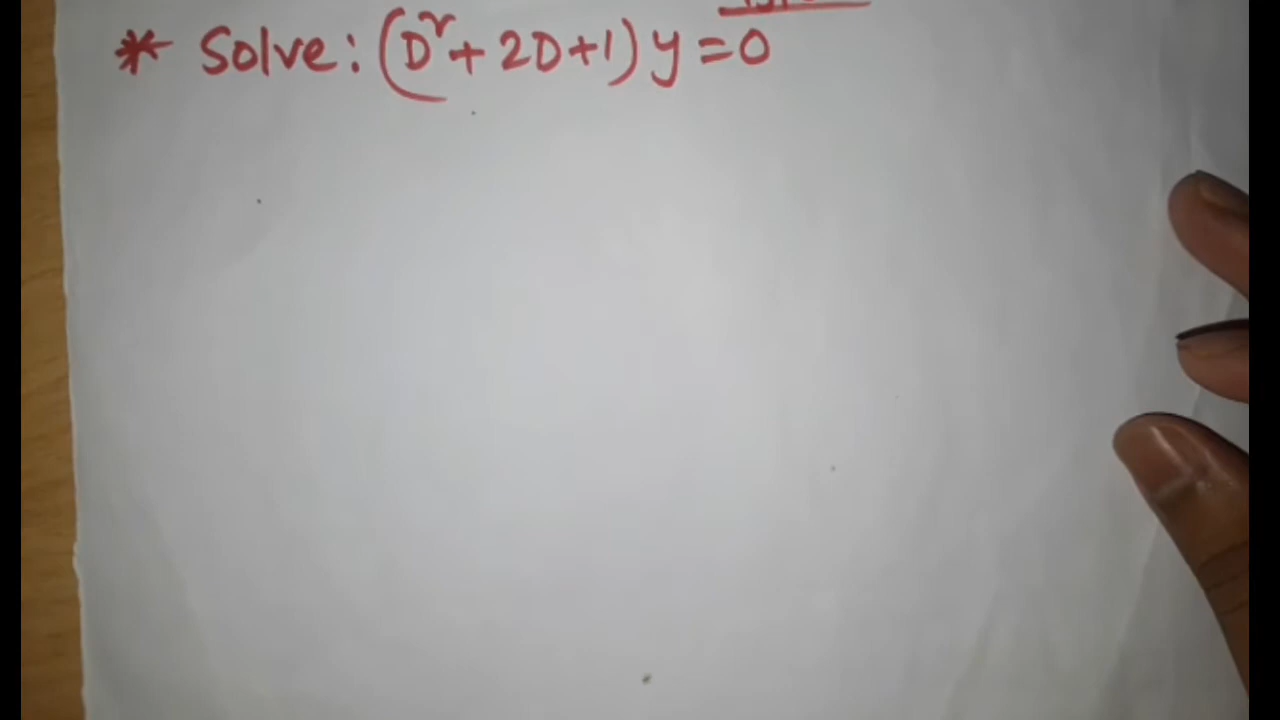 * Solve: (D² + 2D + 1) y = 0